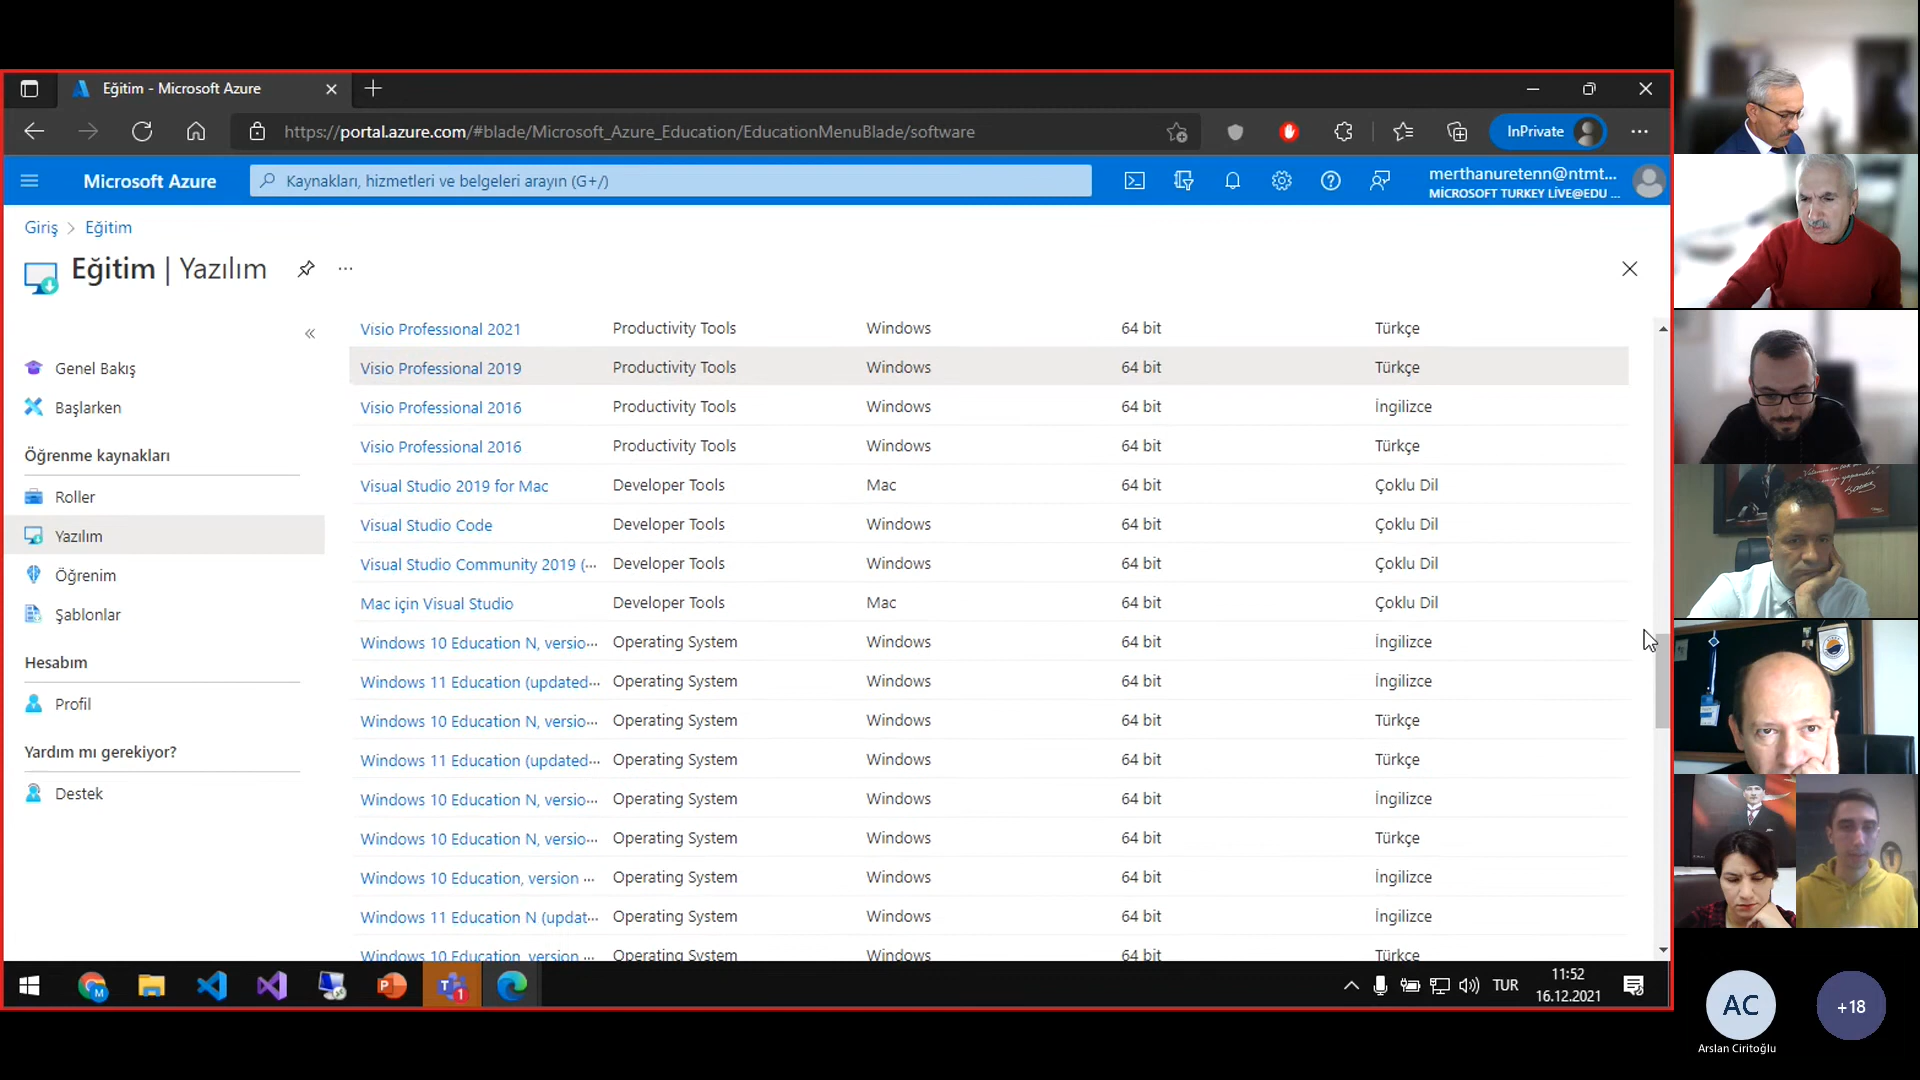 Eğitim - Microsoft Azure
https://portal.azure.com/#blade/Microsoft_Azure_Education/EducationMenuBlade/software
InPrivate
Microsoft Azure
Kaynakları, hizmetleri ve belgeleri arayın (G+/)
merthanuretenn@ntmt...
MİCROSOFT TURKEY LİVE@EDU ...
Giriş > Eğitim
Eğitim | Yazılım
Genel Bakış
Başlarken
Öğrenme kaynakları
Roller
Yazılım
Öğrenim
Şablonlar
Hesabım
Profil
Yardım mı gerekiyor?
Destek
Visio Professional 2021 Productivity Tools Windows 64 bit Türkçe
Visio Professional 2019 Productivity Tools Windows 64 bit Türkçe
Visio Professional 2016 Productivity Tools Windows 64 bit İngilizce
Visio Professional 2016 Productivity Tools Windows 64 bit Türkçe
Visual Studio 2019 for Mac Developer Tools Mac 64 bit Çoklu Dil
Visual Studio Code Developer Tools Windows 64 bit Çoklu Dil
Visual Studio Community 2019 (... Developer Tools Windows 64 bit Çoklu Dil
Mac için Visual Studio Developer Tools Mac 64 bit Çoklu Dil
Windows 10 Education N, versio... Operating System Windows 64 bit İngilizce
Windows 11 Education (updated... Operating System Windows 64 bit İngilizce
Windows 10 Education N, versio... Operating System Windows 64 bit Türkçe
Windows 11 Education (updated... Operating System Windows 64 bit Türkçe
Windows 10 Education N, versio... Operating System Windows 64 bit İngilizce
Windows 10 Education N, versio... Operating System Windows 64 bit Türkçe
Windows 10 Education, version ... Operating System Windows 64 bit İngilizce
Windows 11 Education N (updat... Operating System Windows 64 bit İngilizce
Windows 10 Education, version ... Operating System Windows 64 bit Türkçe
TUR
11:52
16.12.2021
AC
Arslan Ciritoğlu
+18